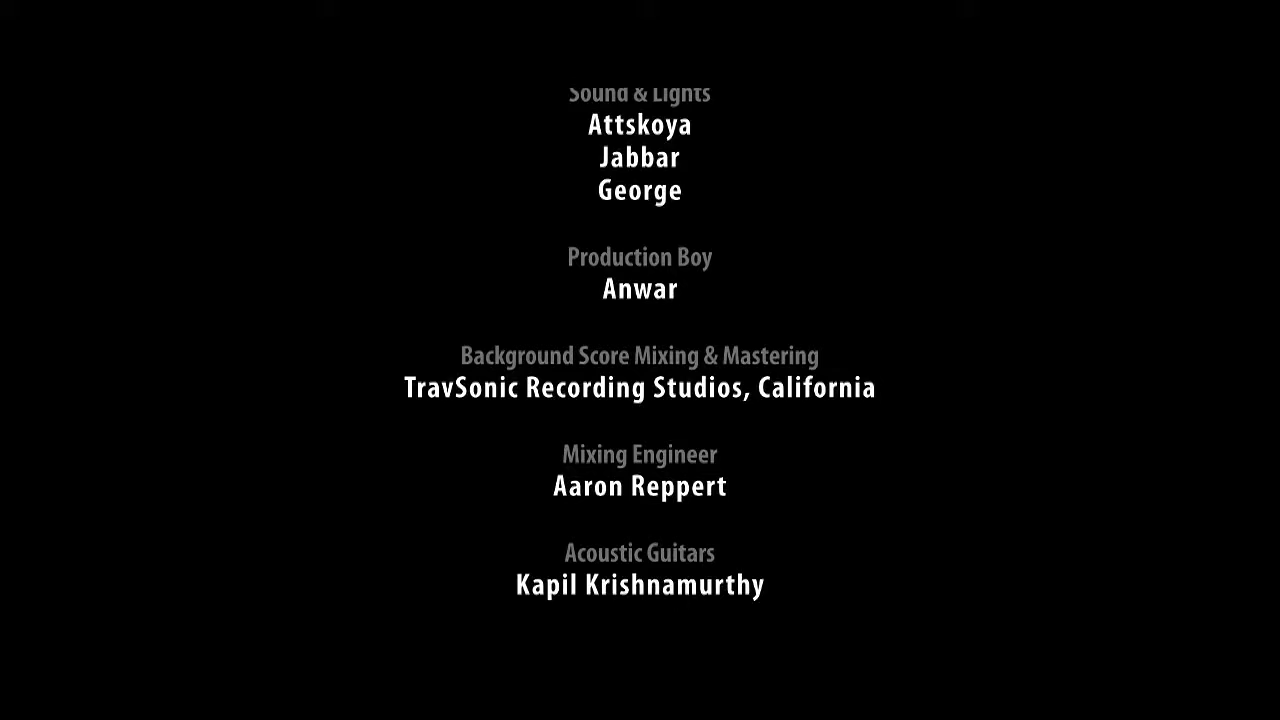 Sound & Lights
Attskoya
Jabbar
George
Production Boy
Anwar
Background Score Mixing & Mastering
TravSonic Recording Studios, California
Mixing Engineer
Aaron Reppert
Acoustic Guitars
Kapil Krishnamurthy